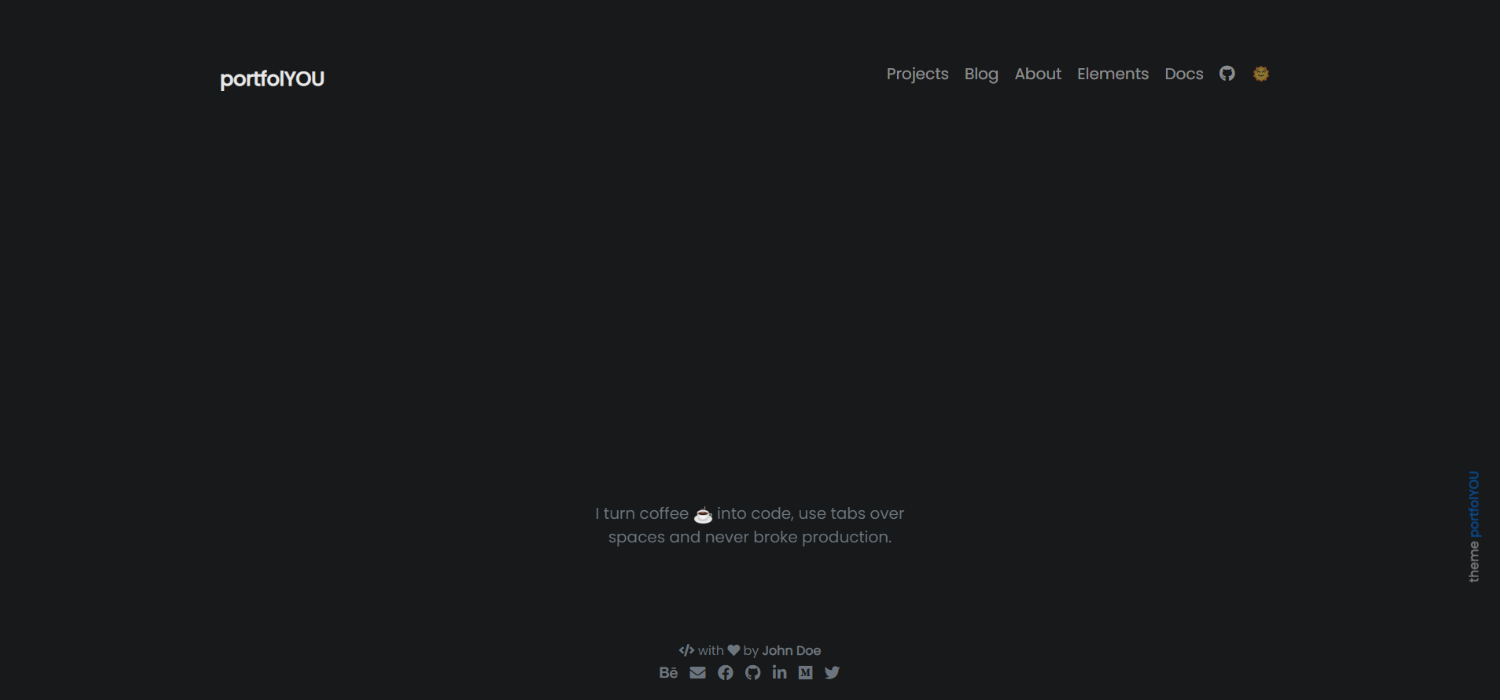 portfolYOU
Projects Blog About Elements Docs
I turn coffee ☕ into code, use tabs over
spaces and never broke production.
theme portfolYOU
</> with ♥ by John Doe
Bē